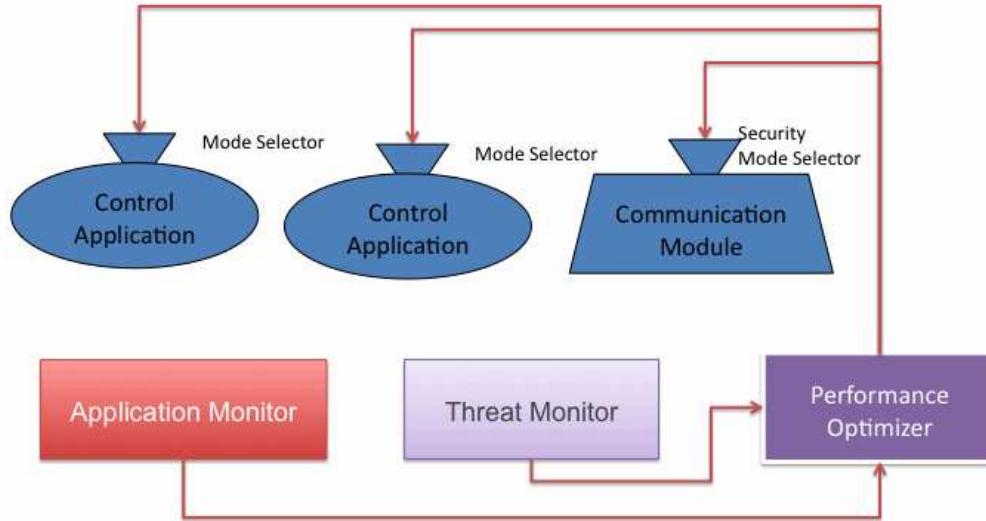 Mode Selector
Control
Application
Mode Selector
Control
Application
Security
Mode Selector
Communication
Module
Application Monitor
Threat Monitor
Performance
Optimizer